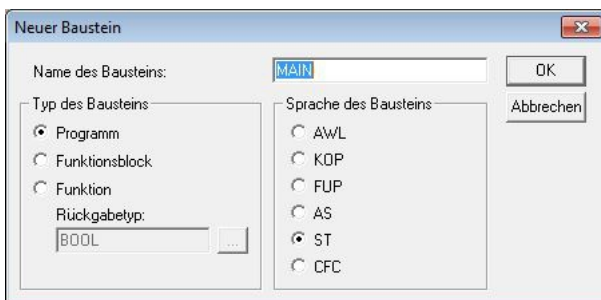 Neuer Baustein
Name des Bausteins:
MAIN
OK
Abbrechen
Typ des Bausteins
Programm
Funktionsblock
Funktion
Rückgabetyp:
BOOL
...
Sprache des Bausteins
AWL
KOP
FUP
AS
ST
CFC